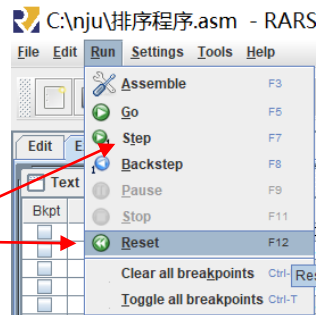 C:\nju\排序程序.asm - RARS
File Edit Run Settings Tools Help
Assemble F3
Go F5
Step F7
Backstep F8
Pause F9
Stop F11
Reset F12
Clear all breakpoints Ctrl- Res
Toggle all breakpoints Ctrl-T
Edit E
Text
Bkpt